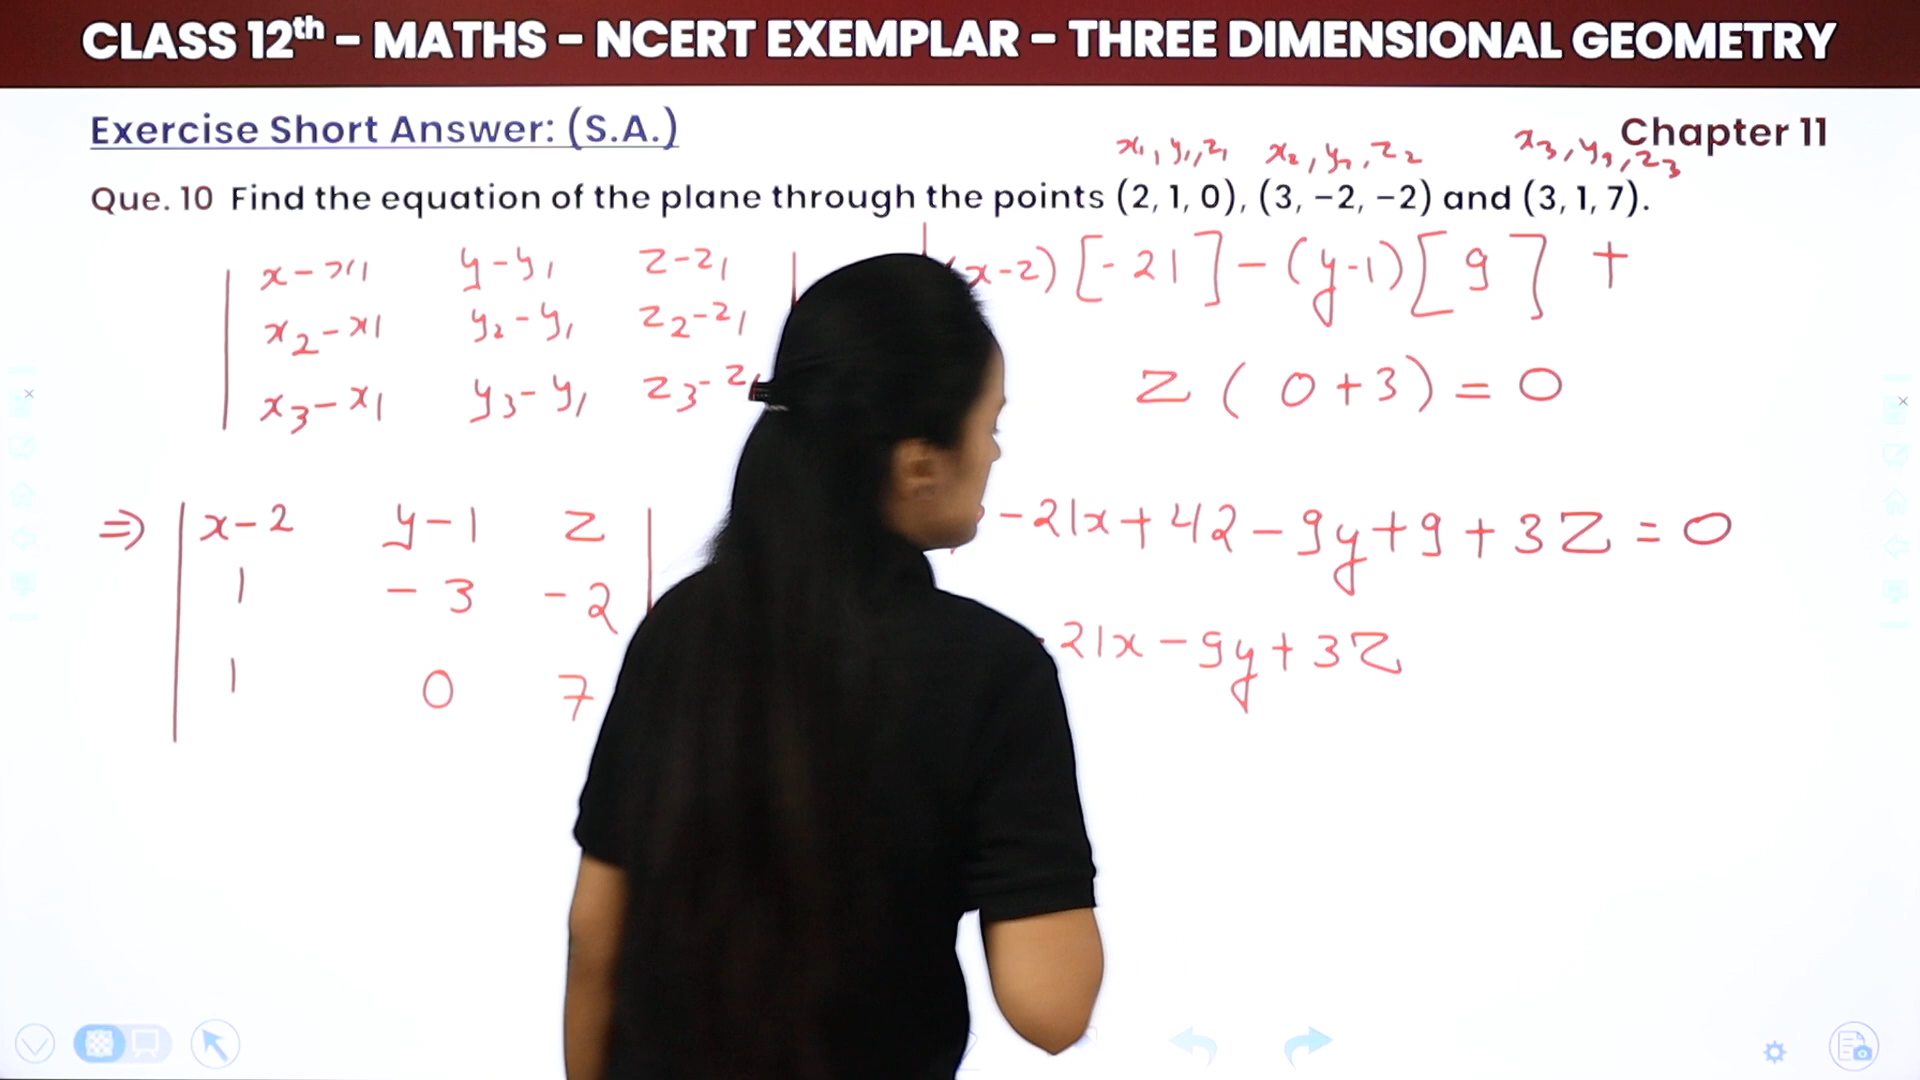 CLASS 12th – MATHS – NCERT EXEMPLAR – THREE DIMENSIONAL GEOMETRY
Exercise Short Answer: (S.A.)
Chapter 11
x₁, y₁, z₁ x₂, y₂, z₂ x₃, y₃, z₃
Que. 10 Find the equation of the plane through the points (2, 1, 0), (3, −2, −2) and (3, 1, 7).
| x-x₁ y-y₁ z-z₁ |
x₂-x₁ y₂-y₁ z₂-z₁
x₃-x₁ y₃-y₁ z₃-z₁
⇒ | x-2 y-1 z |
1 -3 -2
1 0 7
(x-2) [-21] - (y-1) [9] +
z (0+3) = 0
-21x + 42 - 9y + 9 + 3z = 0
-21x - 9y + 3z